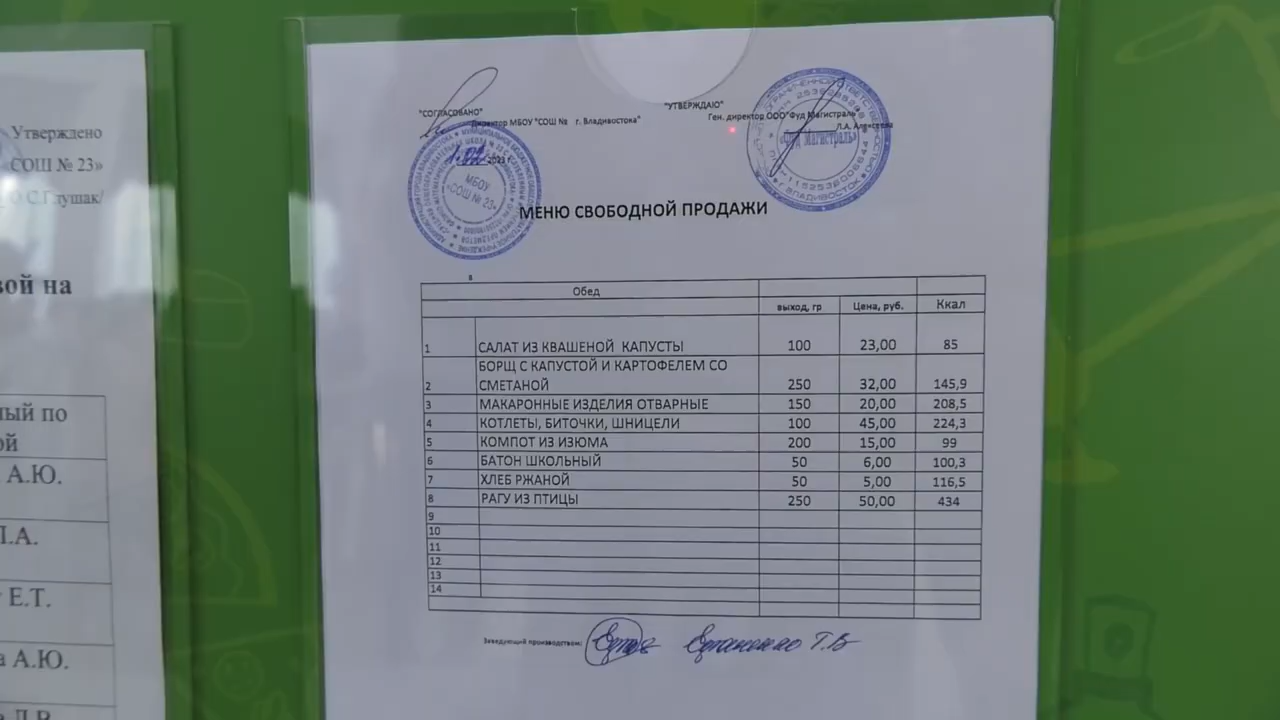 Утверждено
СОШ № 23»
О.С.Глушак/
вой на
ный по
ой
А.Ю.
Л.А.
Е.Т.
а А.Ю.
"СОГЛАСОВАНО"
Директор МБОУ "СОШ № г. Владивостока"
МБОУ
«СОШ № 23»
"УТВЕРЖДАЮ"
Ген. директор ООО"Фуд Магистраль"
Л.А. Алексеева
«Фуд Магистраль»
г.ВЛАДИВОСТОК
МЕНЮ СВОБОДНОЙ ПРОДАЖИ
Обед
выход, гр Цена, руб. Ккал
1 САЛАТ ИЗ КВАШЕНОЙ КАПУСТЫ 100 23,00 85
БОРЩ С КАПУСТОЙ И КАРТОФЕЛЕМ СО
2 СМЕТАНОЙ 250 32,00 145,9
3 МАКАРОННЫЕ ИЗДЕЛИЯ ОТВАРНЫЕ 150 20,00 208,5
4 КОТЛЕТЫ, БИТОЧКИ, ШНИЦЕЛИ 100 45,00 224,3
5 КОМПОТ ИЗ ИЗЮМА 200 15,00 99
6 БАТОН ШКОЛЬНЫЙ 50 6,00 100,3
7 ХЛЕБ РЖАНОЙ 50 5,00 116,5
8 РАГУ ИЗ ПТИЦЫ 250 50,00 434
9
10
11
12
13
14
Заведующий производством: